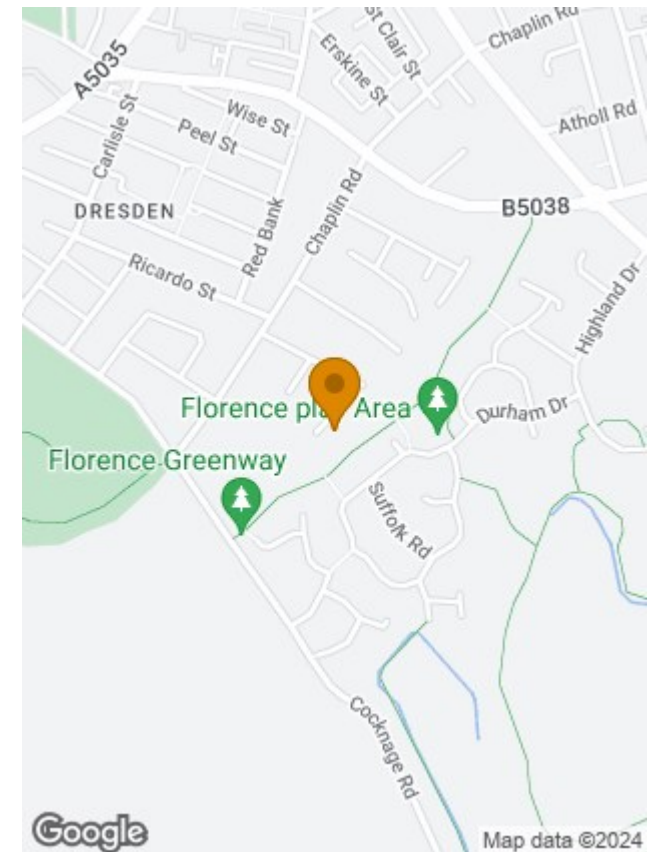 St Clair St
Chaplin Rd
Erskine St
A5035
Wise St
Atholl Rd
Peel St
Carlisle St
DRESDEN
Red Bank
Chaplin Rd
B5038
Ricardo St
Highland Dr
Florence pla Area
Durham Dr
Florence Greenway
Suffolk Rd
Cocknage Rd
Google
Map data ©2024